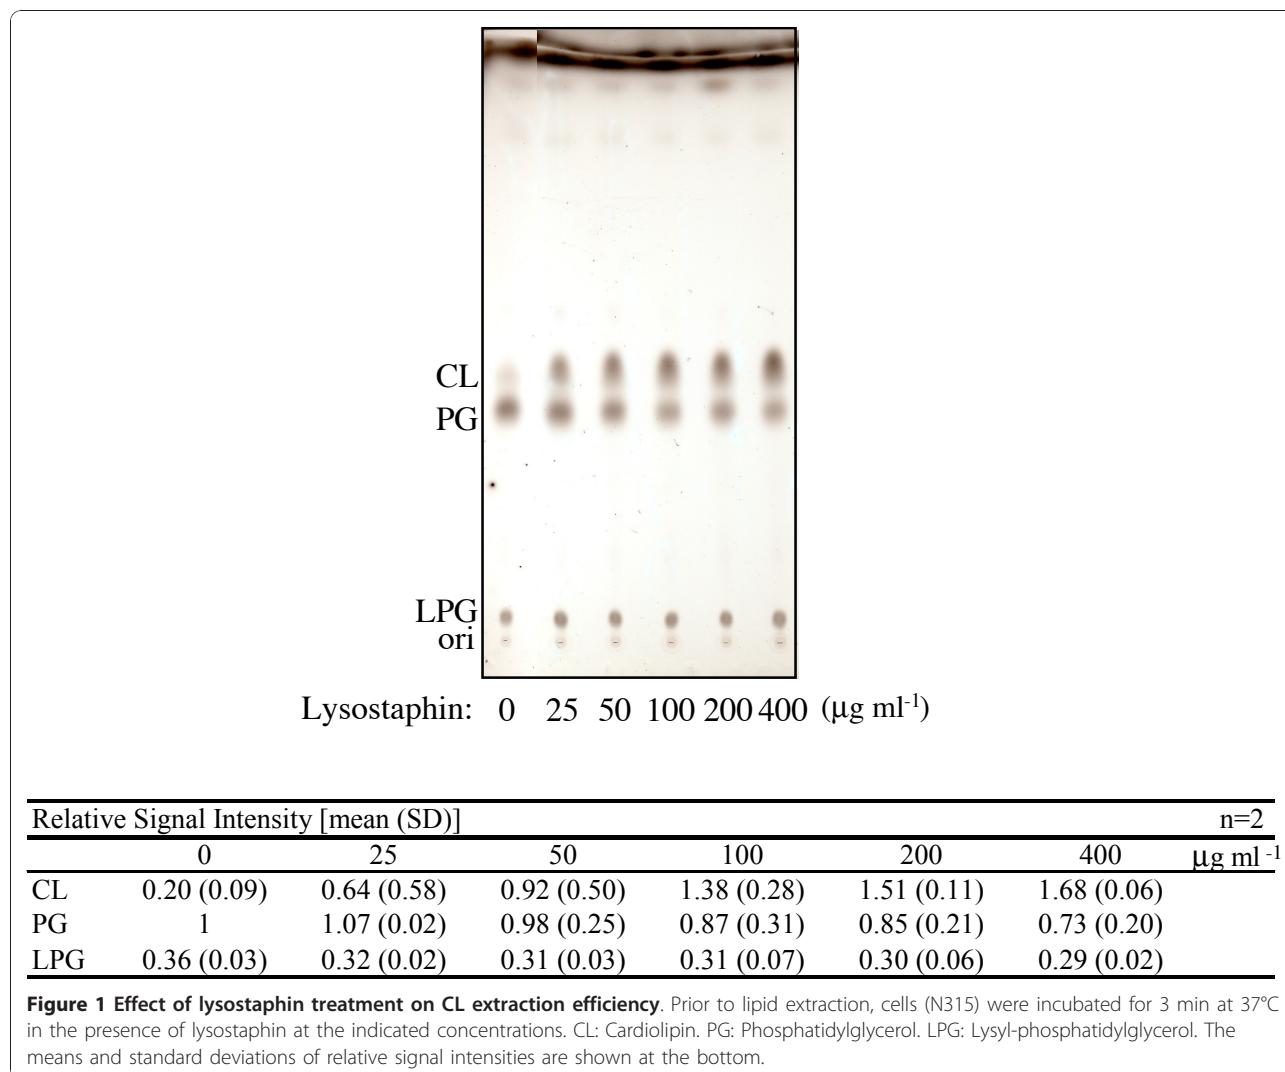 CL
PG
LPG
ori
Lysostaphin: 0 25 50 100 200 400 (μg ml-1)
Relative Signal Intensity [mean (SD)] n=2
0 25 50 100 200 400 μg ml -1
CL 0.20 (0.09) 0.64 (0.58) 0.92 (0.50) 1.38 (0.28) 1.51 (0.11) 1.68 (0.06)
PG 1 1.07 (0.02) 0.98 (0.25) 0.87 (0.31) 0.85 (0.21) 0.73 (0.20)
LPG 0.36 (0.03) 0.32 (0.02) 0.31 (0.03) 0.31 (0.07) 0.30 (0.06) 0.29 (0.02)
Figure 1 Effect of lysostaphin treatment on CL extraction efficiency. Prior to lipid extraction, cells (N315) were incubated for 3 min at 37°C
in the presence of lysostaphin at the indicated concentrations. CL: Cardiolipin. PG: Phosphatidylglycerol. LPG: Lysyl-phosphatidylglycerol. The
means and standard deviations of relative signal intensities are shown at the bottom.